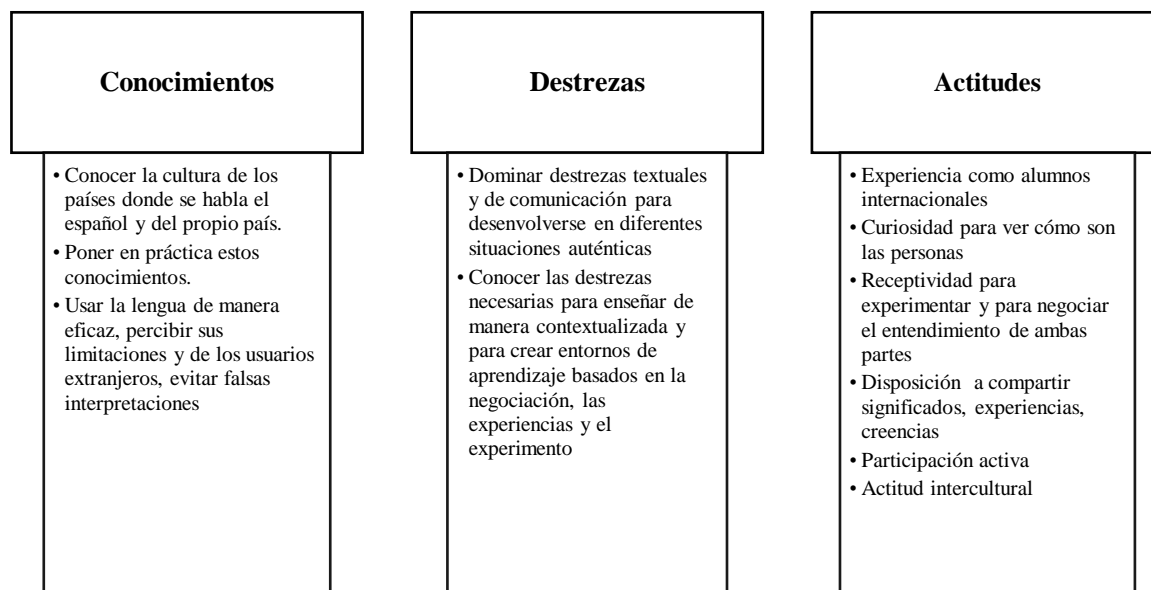 Conocimientos
• Conocer la cultura de los
países donde se habla el
español y del propio país.
• Poner en práctica estos
conocimientos.
• Usar la lengua de manera
eficaz, percibir sus
limitaciones y de los usuarios
extranjeros, evitar falsas
interpretaciones
Destrezas
• Dominar destrezas textuales
y de comunicación para
desenvolverse en diferentes
situaciones auténticas
• Conocer las destrezas
necesarias para enseñar de
manera contextualizada y
para crear entornos de
aprendizaje basados en la
negociación, las
experiencias y el
experimento
Actitudes
• Experiencia como alumnos
internacionales
• Curiosidad para ver cómo son
las personas
• Receptividad para
experimentar y para negociar
el entendimiento de ambas
partes
• Disposición a compartir
significados, experiencias,
creencias
• Participación activa
• Actitud intercultural